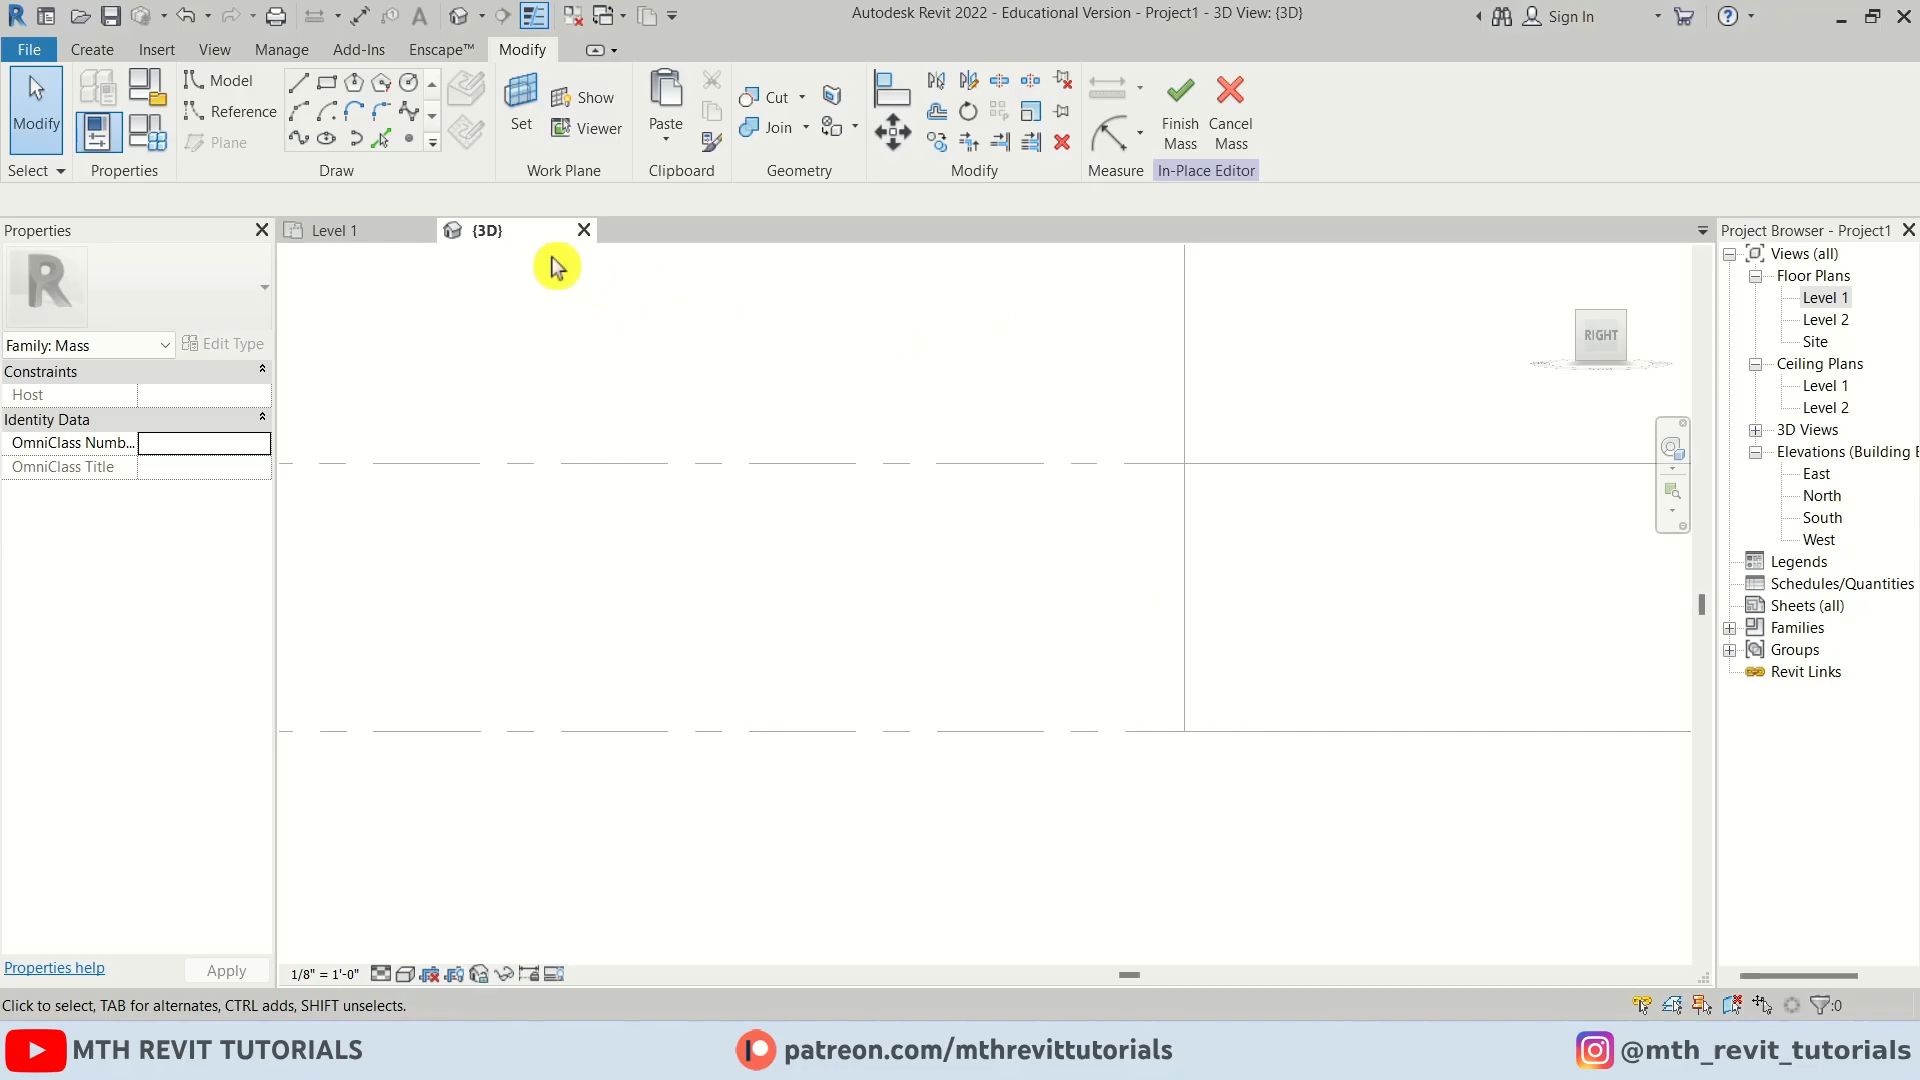 Autodesk Revit 2022 - Educational Version - Project1 - 3D View: {3D}
Sign In
File Create Insert View Manage Add-Ins Enscape™ Modify
Modify
Select
Properties
Model
Reference
Plane
Draw
Set
Show
Viewer
Work Plane
Paste
Clipboard
Cut
Join
Geometry
Modify
Measure
Finish Mass
Cancel Mass
In-Place Editor
Properties
Level 1
{3D}
Project Browser - Project1
R
Family: Mass
Edit Type
Constraints
Host
Identity Data
OmniClass Numb...
OmniClass Title
Properties help
Apply
RIGHT
Views (all)
Floor Plans
Level 1
Level 2
Site
Ceiling Plans
Level 1
Level 2
3D Views
Elevations (Building E
East
North
South
West
Legends
Schedules/Quantities
Sheets (all)
Families
Groups
Revit Links
1/8" = 1'-0"
Click to select, TAB for alternates, CTRL adds, SHIFT unselects.
:0
MTH REVIT TUTORIALS
patreon.com/mthrevittutorials
@mth_revit_tutorials